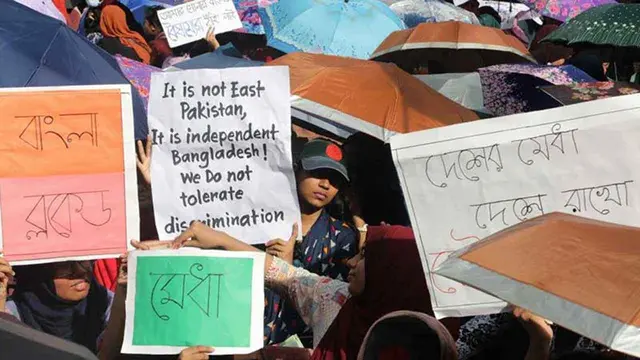 বাংলা
ব্লকেড
It is not East
Pakistan,
It is independent
Bangladesh!
We Do not
tolerate
discrimination
মেধা
দেশের মেধা
দেশে রাখো